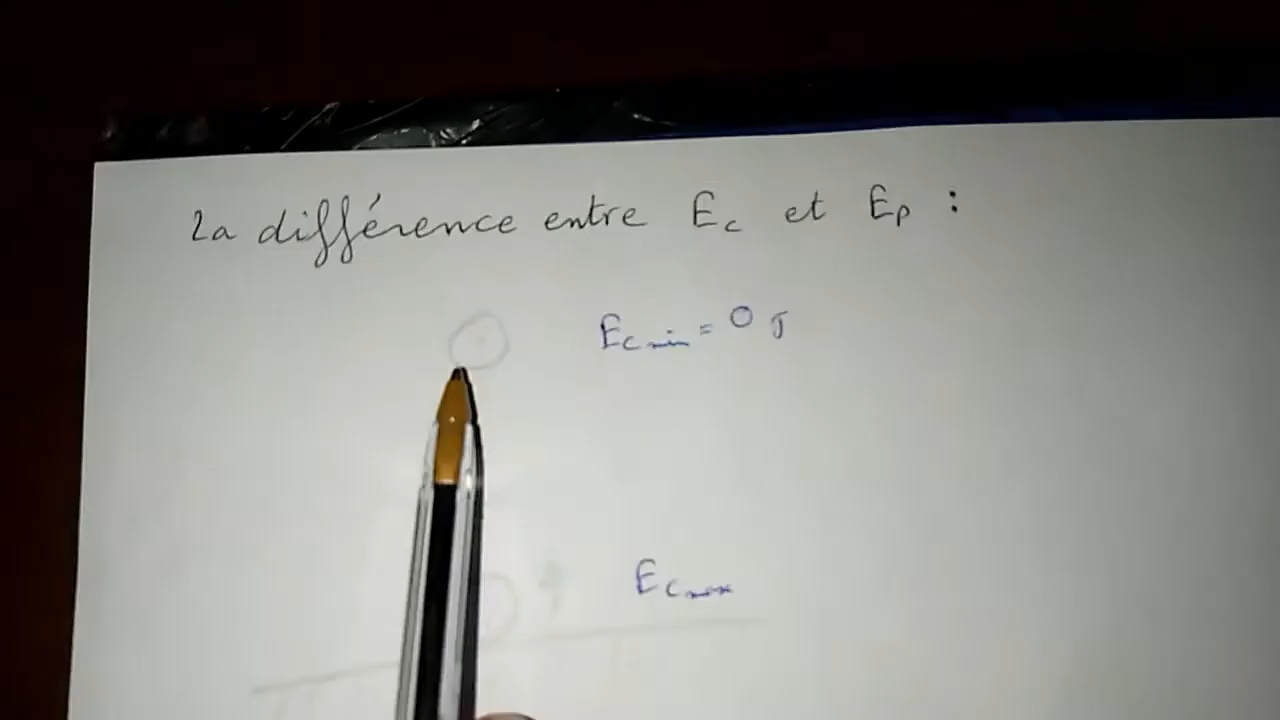 La différence entre Ec et Ep :
Ec min = 0 J
Ec max